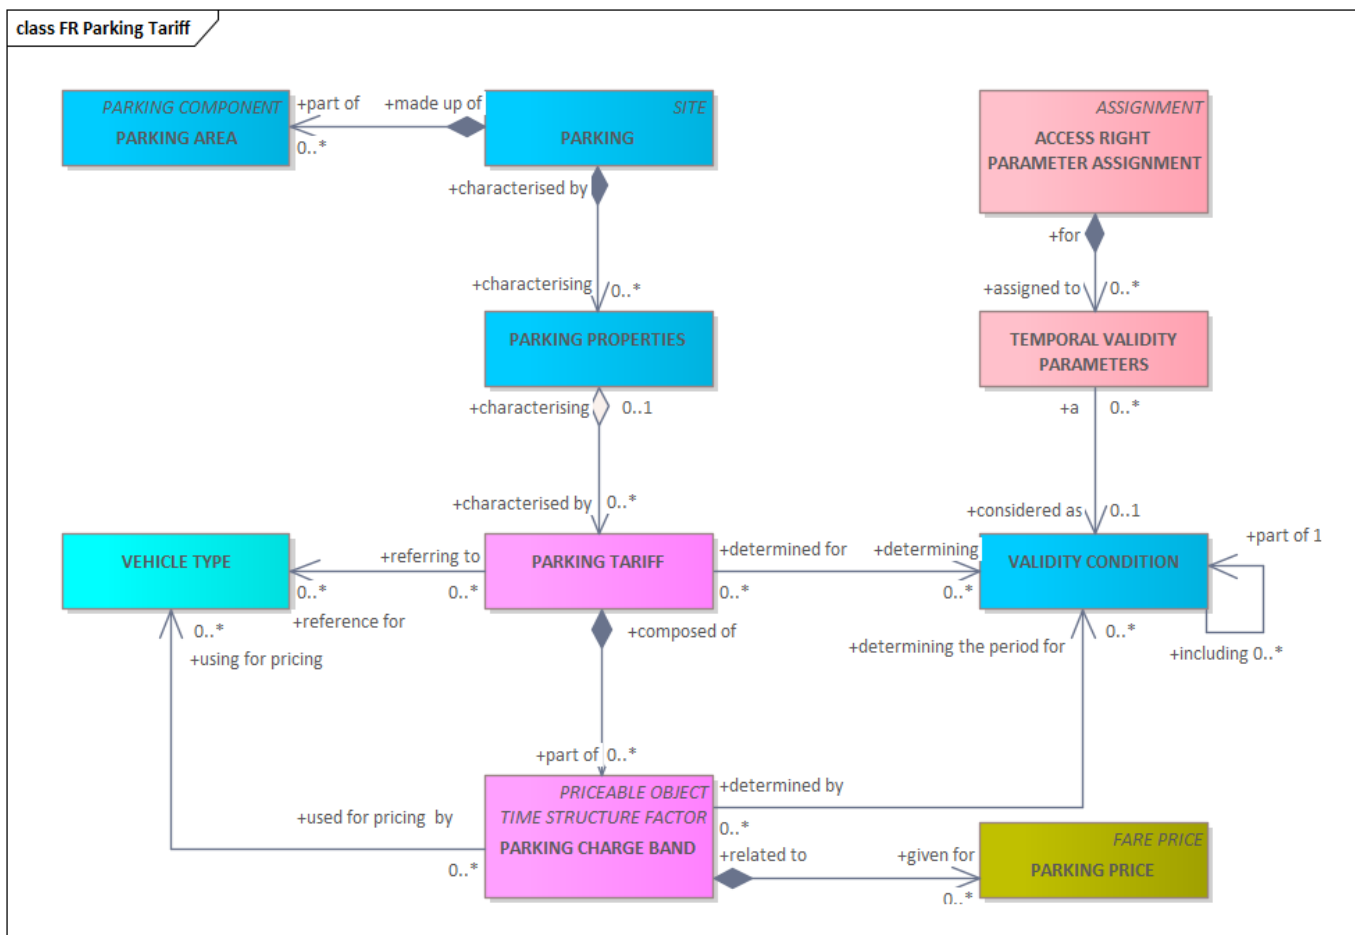 class FR Parking Tariff
PARKING COMPONENT
PARKING AREA
+part of
0..*
+made up of
SITE
PARKING
ASSIGNMENT
ACCESS RIGHT
PARAMETER ASSIGNMENT
+characterised by
+characterising
0..*
+for
+assigned to
0..*
PARKING PROPERTIES
TEMPORAL VALIDITY
PARAMETERS
+characterising
0..1
+a
0..*
+characterised by
0..*
+considered as
0..1
VEHICLE TYPE
+referring to
0..*
0..*
+reference for
PARKING TARIFF
+determined for
0..*
+determining
0..*
VALIDITY CONDITION
+part of 1
+including 0..*
0..*
+using for pricing
+composed of
+determining the period for
0..*
+part of
0..*
+used for pricing  by
0..*
PRICEABLE OBJECT
TIME STRUCTURE FACTOR
PARKING CHARGE BAND
+determined by
0..*
+related to
+given for
0..*
FARE PRICE
PARKING PRICE